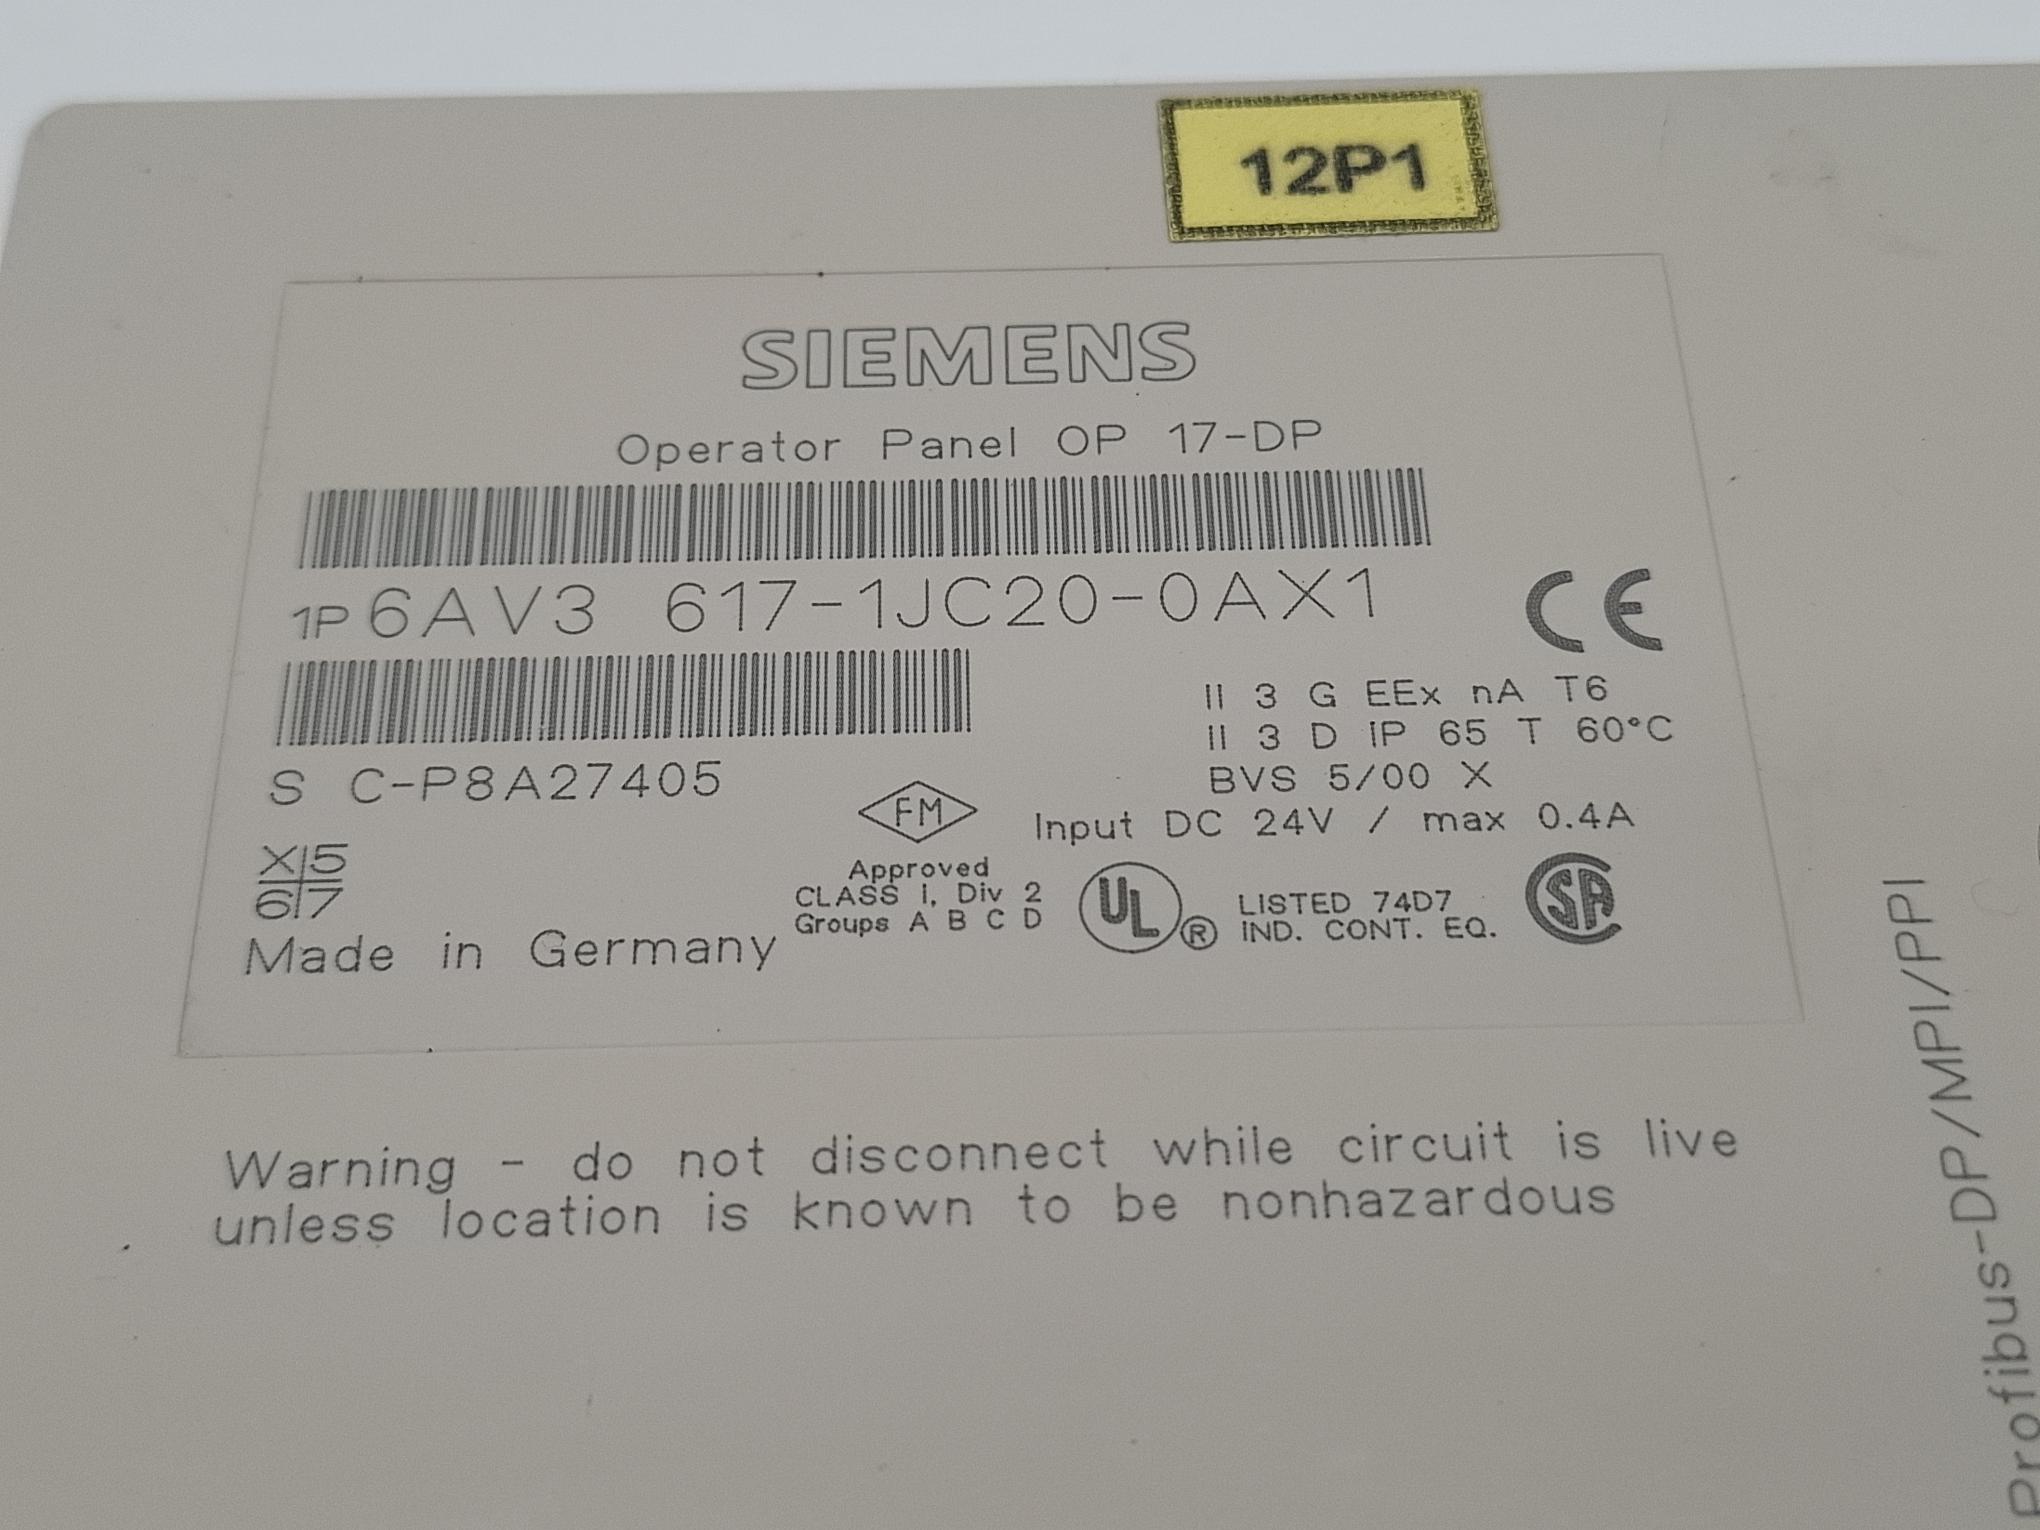 12P1
SIEMENS
Operator Panel OP 17-DP
1P 6AV3 617-1JC20-0AX1
CE
S C-P8A27405
II 3 G EEx nA T6
II 3 D IP 65 T 60°C
BVS 5/00 X
Input DC 24V / max 0.4A
X 5
6 7
Made in Germany
FM
Approved
CLASS I, Div 2
Groups A B C D
UL ®
LISTED 74D7
IND. CONT. EQ.
SA
Warning - do not disconnect while circuit is live
unless location is known to be nonhazardous
Profibus-DP/MPI/PPI